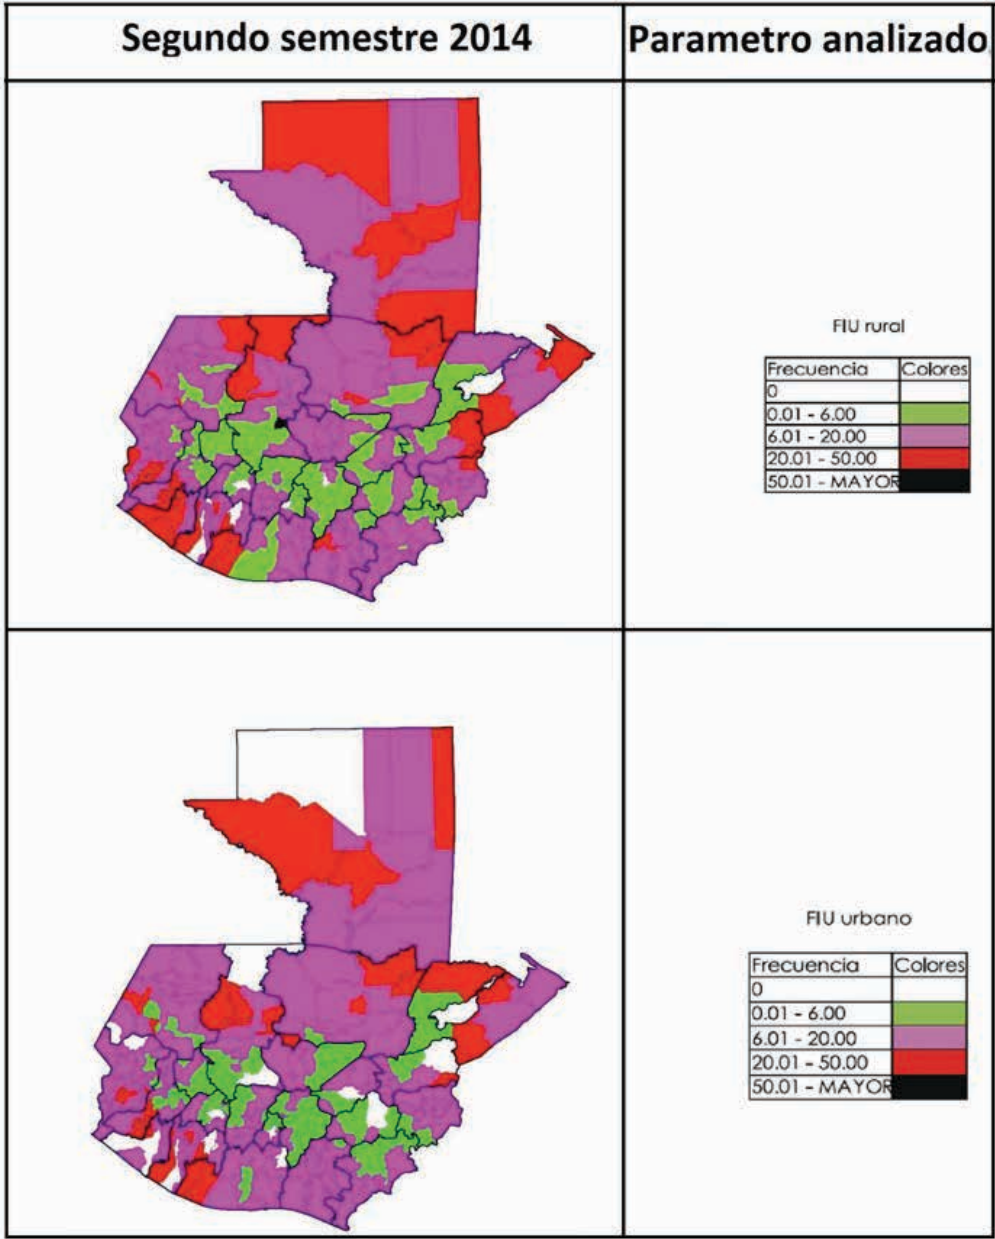 Segundo semestre 2014
Parametro analizado
FIU rural
Frecuencia Colores
0
0.01 - 6.00
6.01 - 20.00
20.01 - 50.00
50.01 - MAYOR
FIU urbano
Frecuencia Colores
0
0.01 - 6.00
6.01 - 20.00
20.01 - 50.00
50.01 - MAYOR